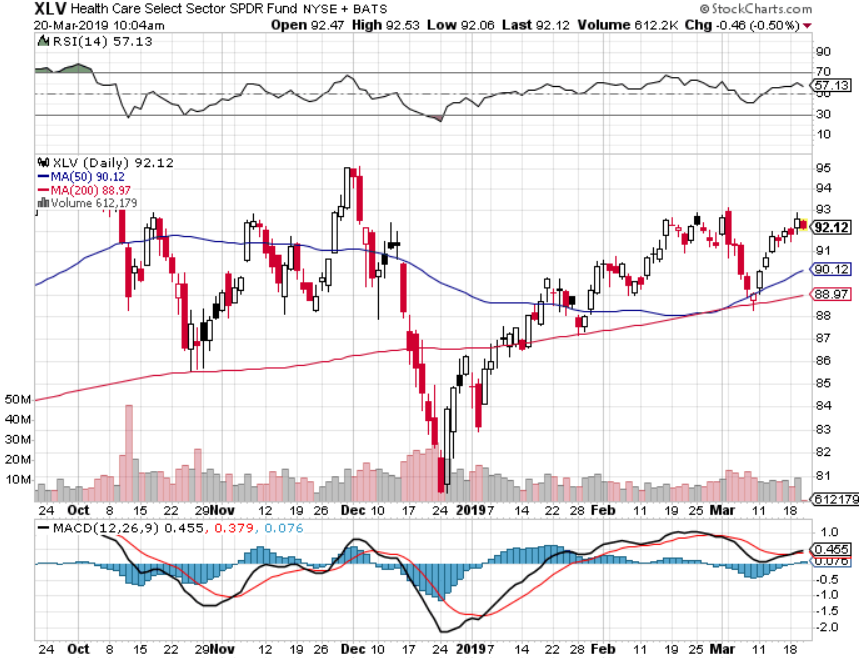 XLV Health Care Select Sector SPDR Fund NYSE + BATS © StockCharts.com
20-Mar-2019 10:04am Open 92.47 High 92.53 Low 92.06 Last 92.12 Volume 612.2K Chg -0.46 (-0.50%)
RSI(14) 57.13
90
70
57.13
50
30
10
XLV (Daily) 92.12
MA(50) 90.12
MA(200) 88.97
Volume 612,179
95
94
93
92.12
91
90.12
88.97
88
87
86
85
84
83
82
81
50M
40M
30M
20M
10M
612179
24 Oct 8 15 22 29 Nov 12 19 26 Dec 10 17 24 2019 7 14 22 28 Feb 11 19 25 Mar 11 18
MACD(12,26,9) 0.455, 0.379, 0.076
1.0
0.455
0.076
-0.5
-1.0
-1.5
-2.0
24 Oct 8 15 22 29 Nov 12 19 26 Dec 10 17 24 2019 7 14 22 28 Feb 11 19 25 Mar 11 18